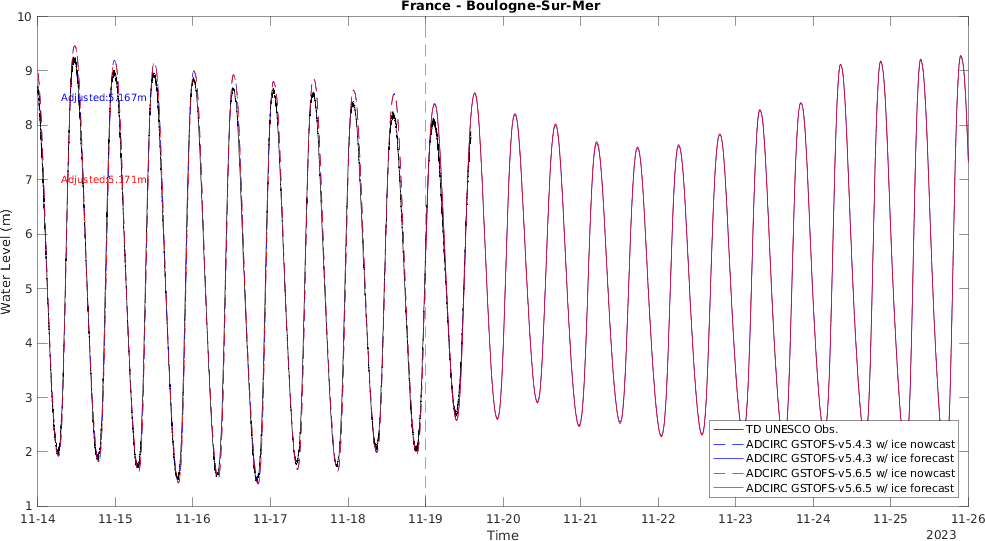 France - Boulogne-Sur-Mer
10
9
8
7
6
5
4
3
2
1
Water Level (m)
Adjusted:5.167m
Adjusted:5.171m
TD UNESCO Obs.
ADCIRC GSTOFS-v5.4.3 w/ ice nowcast
ADCIRC GSTOFS-v5.4.3 w/ ice forecast
ADCIRC GSTOFS-v5.6.5 w/ ice nowcast
ADCIRC GSTOFS-v5.6.5 w/ ice forecast
11-14 11-15 11-16 11-17 11-18 11-19 11-20 11-21 11-22 11-23 11-24 11-25 11-26
Time
2023